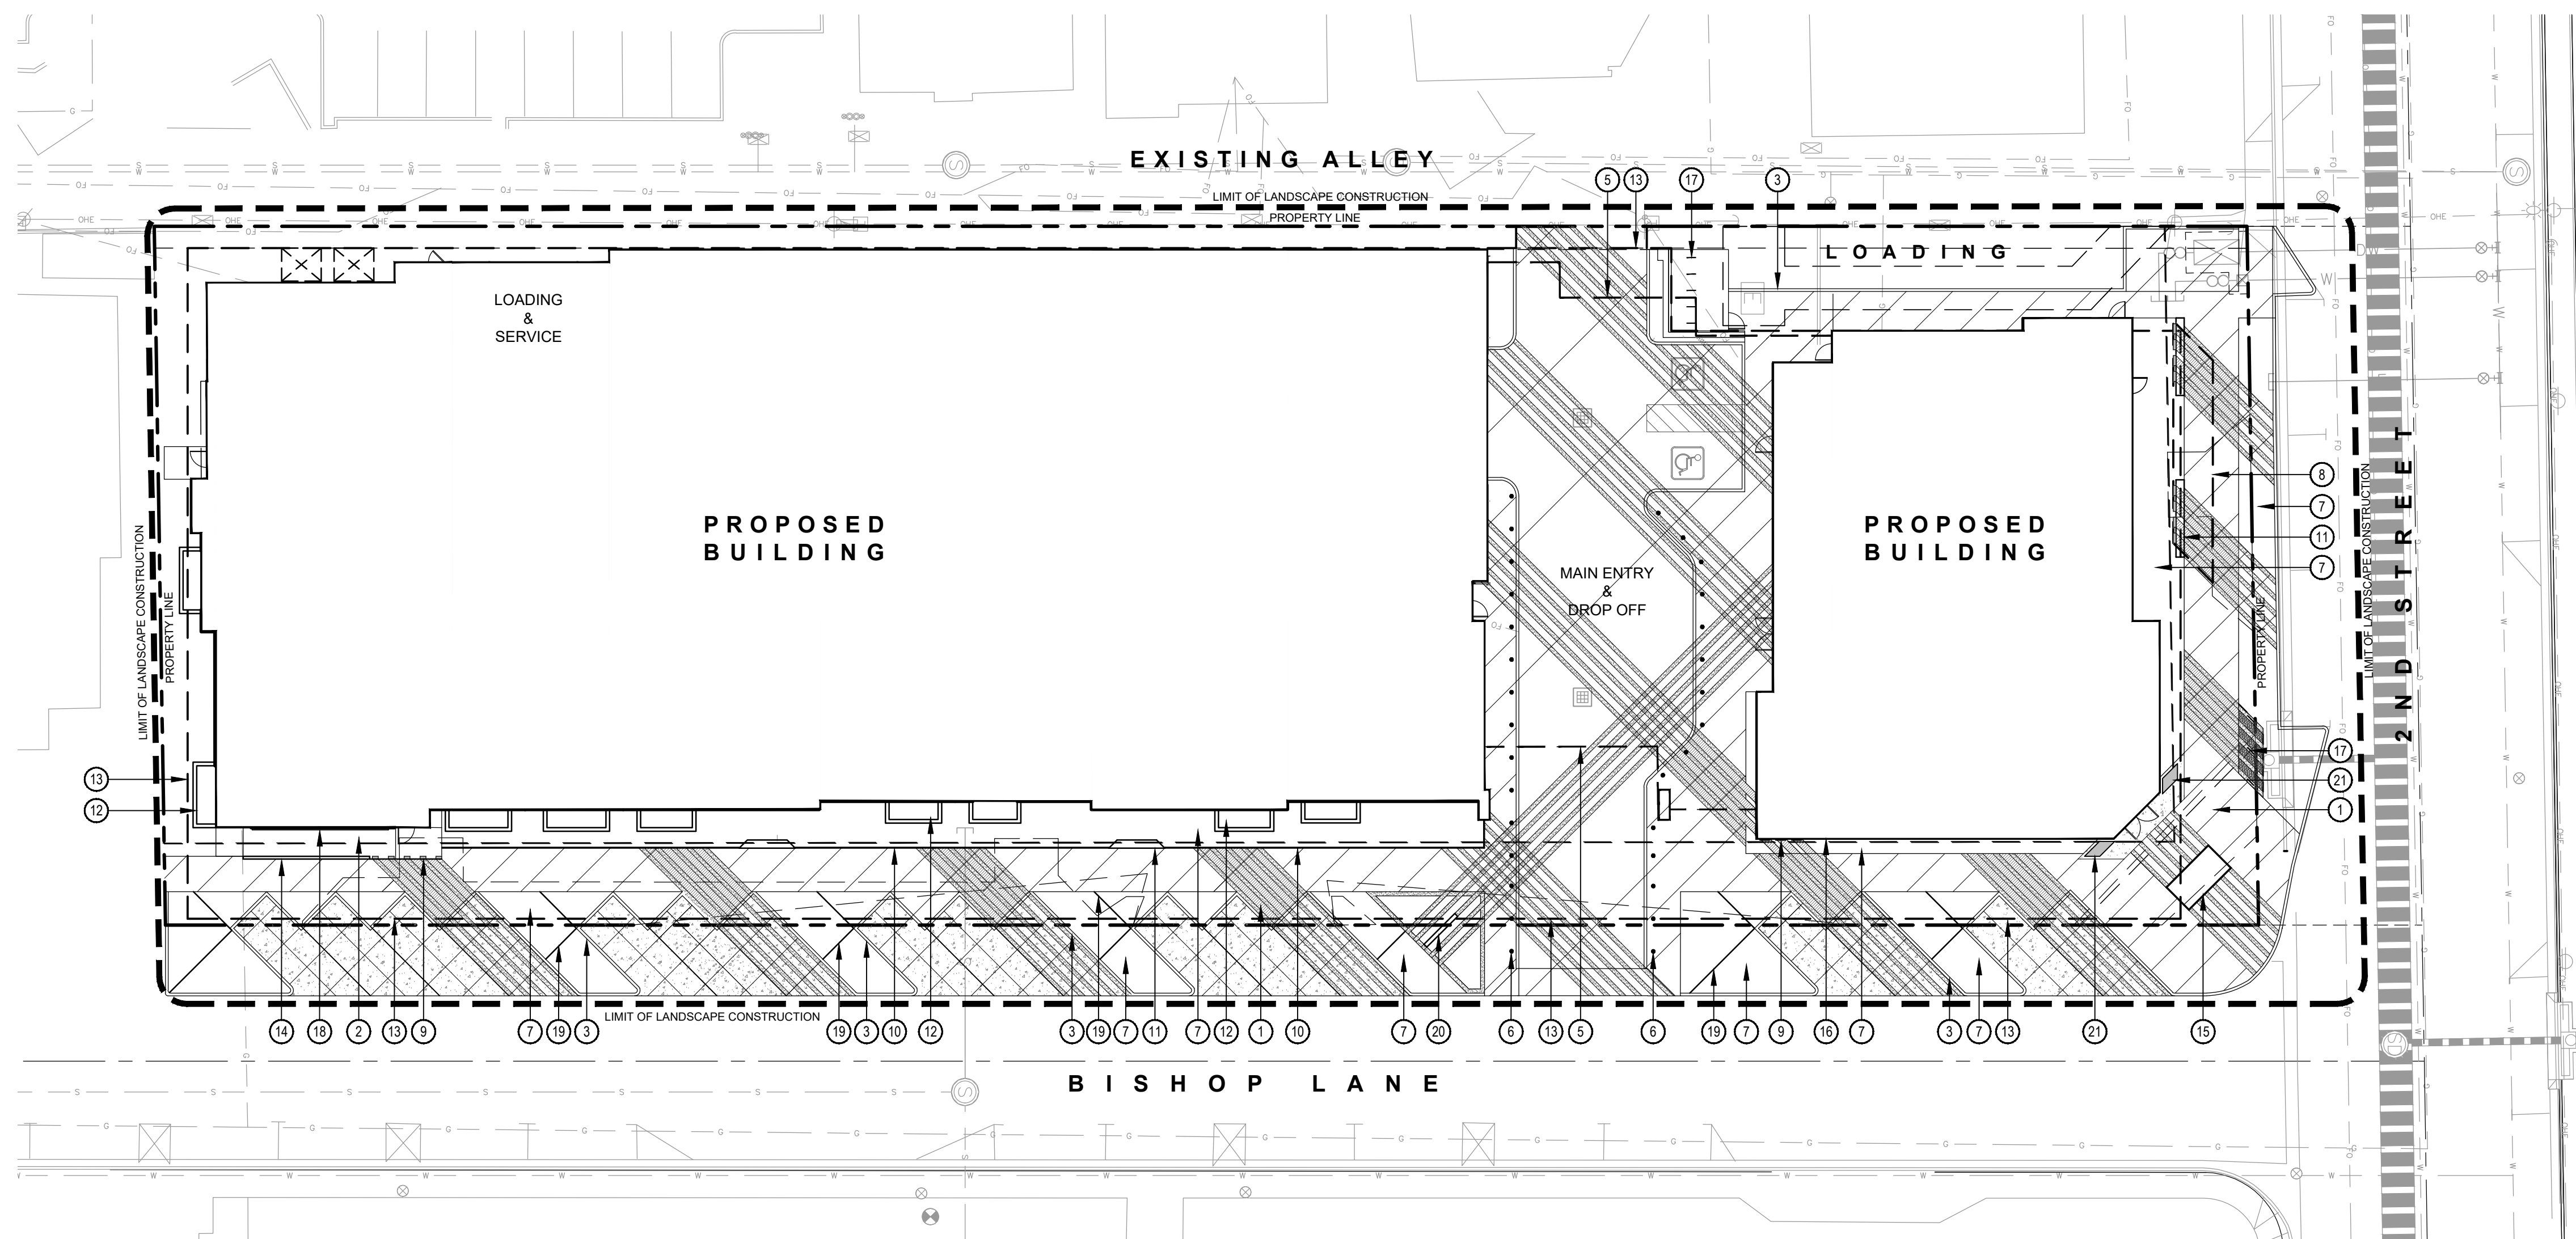 EXISTING ALLEY
LIMIT OF LANDSCAPE CONSTRUCTION
PROPERTY LINE
5 13 17 3
LOADING
LOADING
&
SERVICE
PROPOSED
BUILDING
MAIN ENTRY
&
DROP OFF
PROPOSED
BUILDING
8
7
11
7
17
21
1
LIMIT OF LANDSCAPE CONSTRUCTION
PROPERTY LINE
PROPERTY LINE
LIMIT OF LANDSCAPE CONSTRUCTION
2ND STREET
13
12
14 18 2 13 9 7 19 3 19 3 10 12 3 19 7 11 7 12 1 10 7 20 6 13 5 6 19 7 9 16 7 3 7 13 21 15
LIMIT OF LANDSCAPE CONSTRUCTION
BISHOP LANE